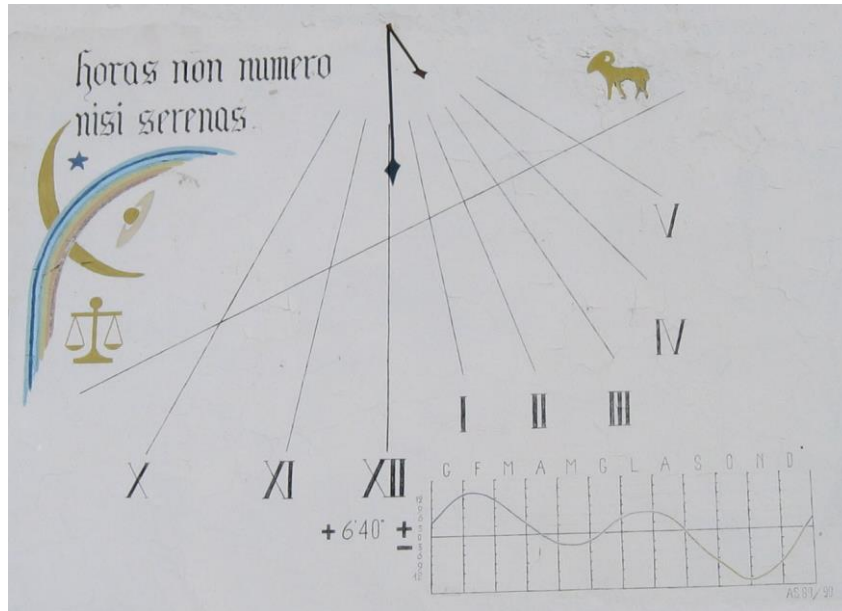 horas non numero
nisi serenas.
V
IV
I II III
X XI XII
G F M A M G L A S O N D
+6'40" ±
AS 89/90